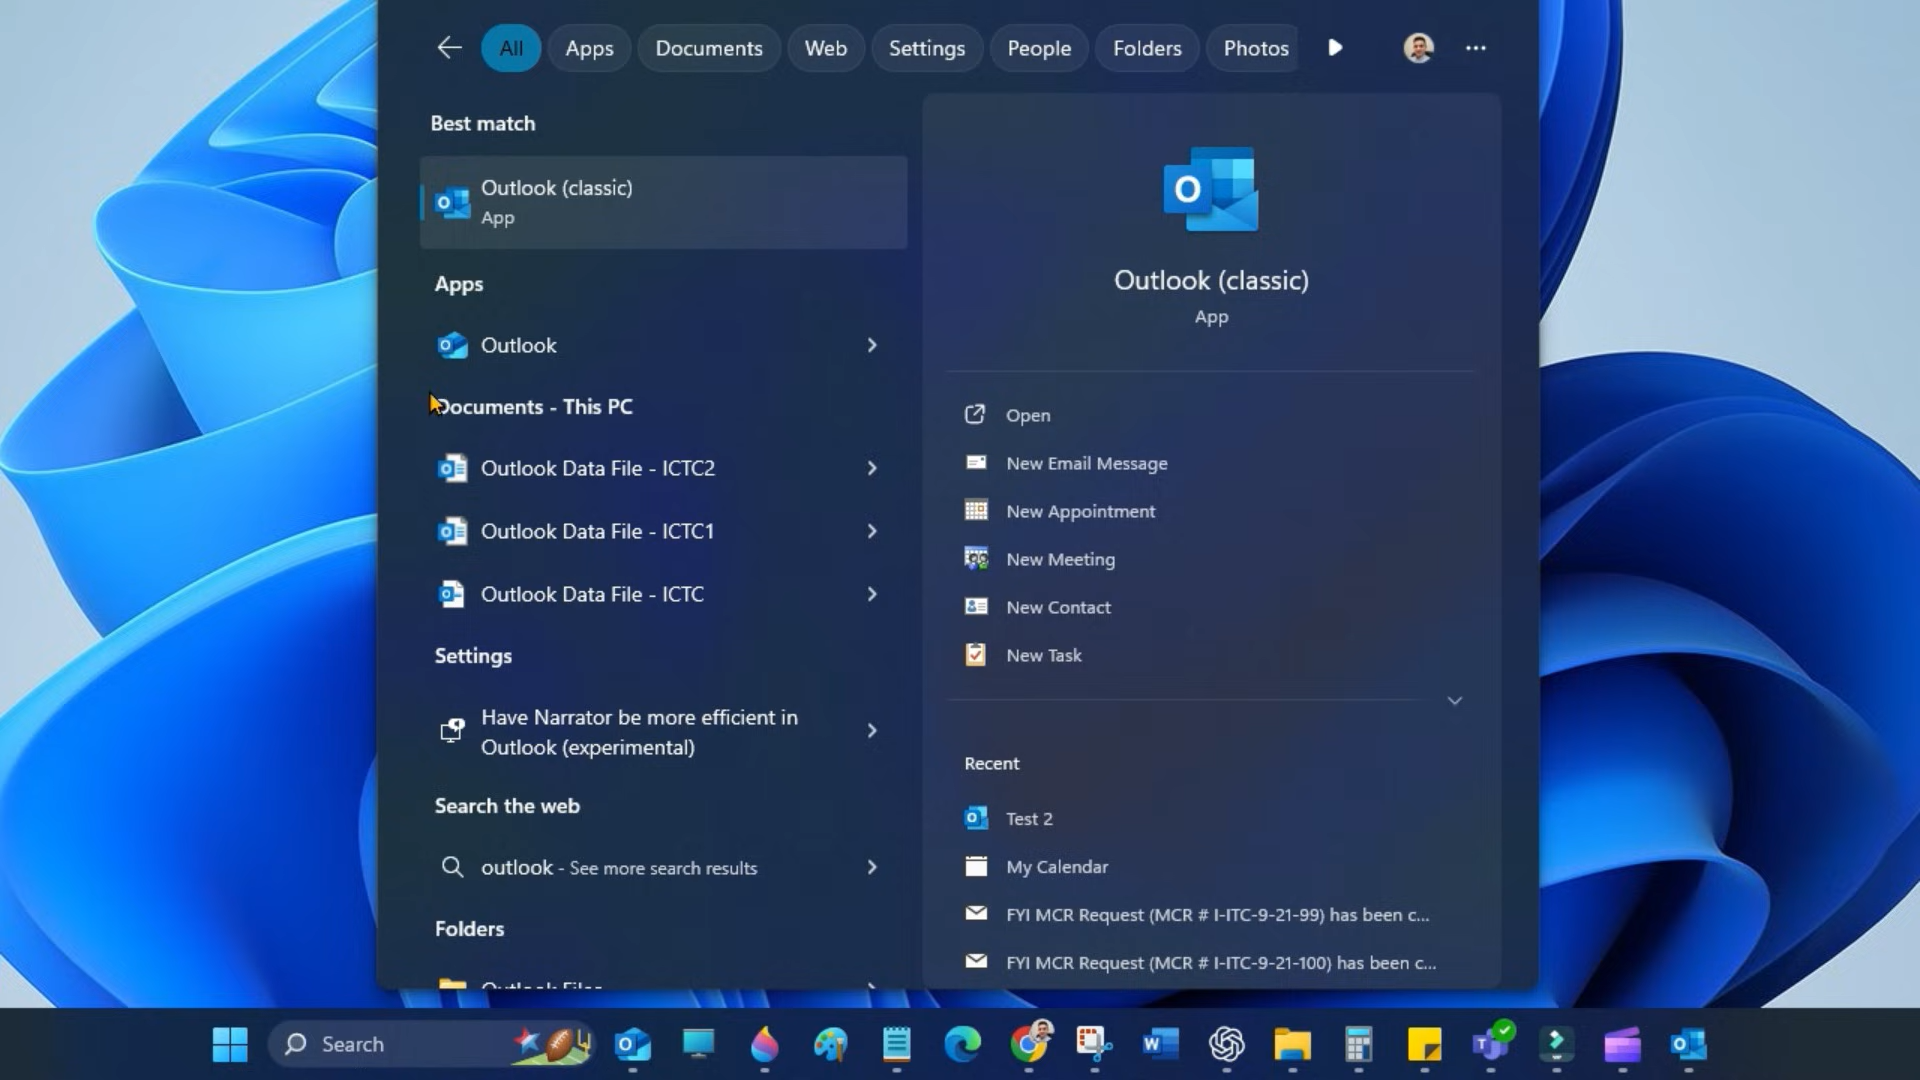 All
Apps
Documents
Web
Settings
People
Folders
Photos
Best match
Outlook (classic)
App
Apps
Outlook
Documents - This PC
Outlook Data File - ICTC2
Outlook Data File - ICTC1
Outlook Data File - ICTC
Settings
Have Narrator be more efficient in
Outlook (experimental)
Search the web
outlook - See more search results
Folders
Outlook Files
Outlook (classic)
App
Open
New Email Message
New Appointment
New Meeting
New Contact
New Task
Recent
Test 2
My Calendar
FYI MCR Request (MCR # I-ITC-9-21-99) has been c...
FYI MCR Request (MCR # I-ITC-9-21-100) has been c...
Search